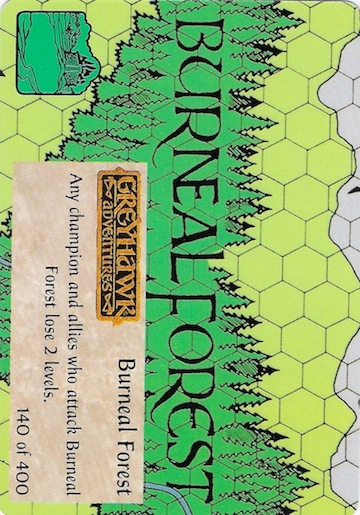 BURNEAL FOREST
GREYHAWK
ADVENTURES
Burneal Forest
Any champion and allies who attack Burneal
Forest lose 2 levels.
140 of 400